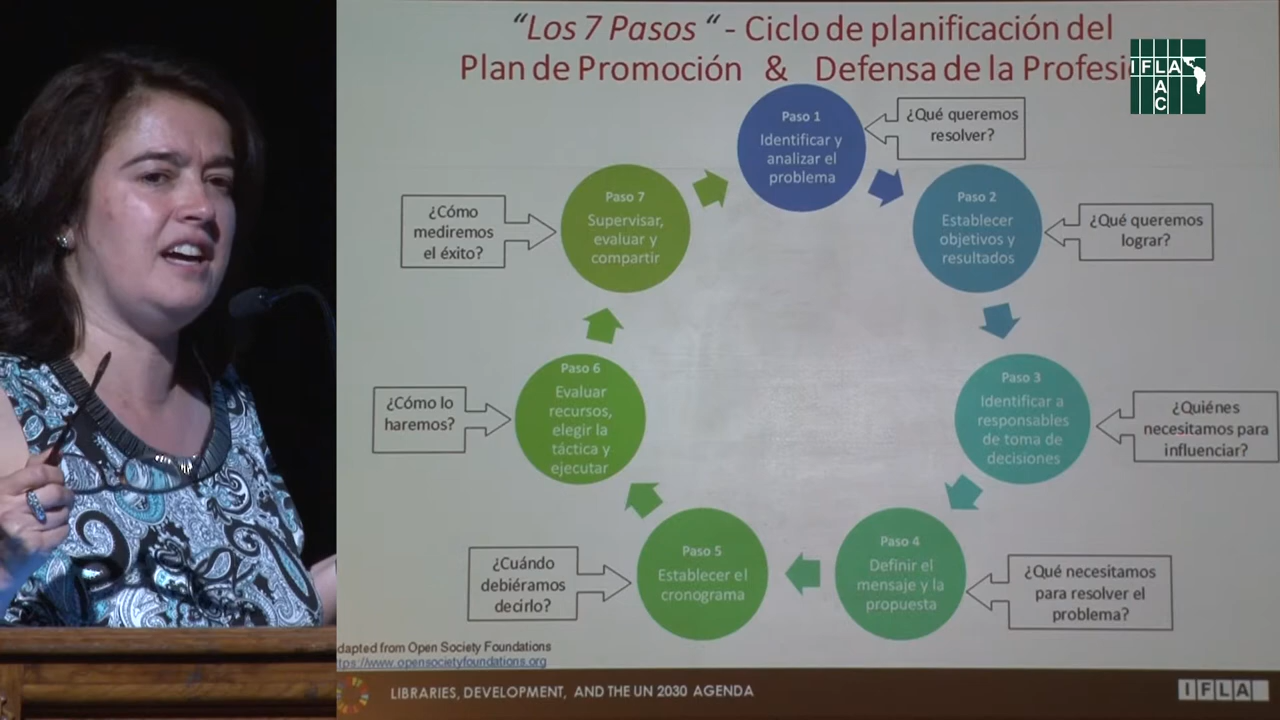 “Los 7 Pasos “ - Ciclo de planificación del
Plan de Promoción & Defensa de la Profesi
IFLA
LAC
Paso 1
Identificar y
analizar el
problema
¿Qué queremos
resolver?
Paso 2
Establecer
objetivos y
resultados
¿Qué queremos
lograr?
Paso 3
Identificar a
responsables
de toma de
decisiones
¿Quiénes
necesitamos para
influenciar?
Paso 4
Definir el
mensaje y la
propuesta
¿Qué necesitamos
para resolver el
problema?
Paso 5
Establecer el
cronograma
¿Cuándo
debiéramos
decirlo?
Paso 6
Evaluar
recursos,
elegir la
táctica y
ejecutar
¿Cómo lo
haremos?
Paso 7
Supervisar,
evaluar y
compartir
¿Cómo
mediremos
el éxito?
dapted from Open Society Foundations
tps://www.opensocietyfoundations.org
LIBRARIES, DEVELOPMENT, AND THE UN 2030 AGENDA
IFLA